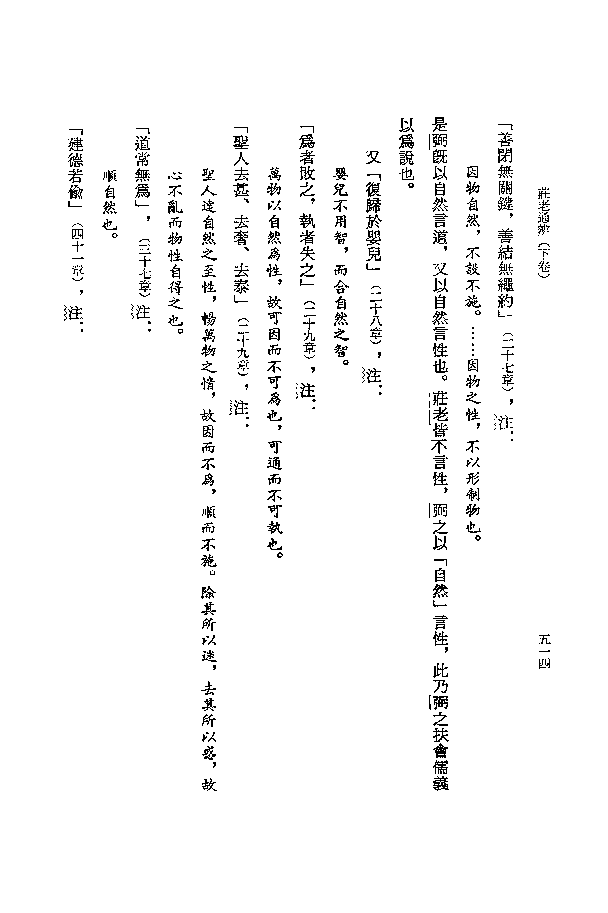 莊老通辨（下卷）
五一四
「善閉無關鍵，善結無繩約」（二十七章），注：
因物自然，不設不施。……因物之性，不以形制物也。
是弼既以自然言道，又以自然言性也。莊老皆不言性，弼之以「自然」言性，此乃弼之扶會儒義
以為說也。
又「復歸於嬰兒」（二十八章），注：
嬰兒不用智，而合自然之智。
「為者敗之，執者失之」（二十九章），注：
萬物以自然為性，故可因而不可為也，可通而不可執也。
「聖人去甚、去奢、去泰」（二十九章），注：
聖人達自然之至性，暢萬物之情，故因而不為，順而不施。除其所以迷，去其所以惑，故
心不亂而物性自得之也。
「道常無為」，（三十七章）注：
順自然也。
「建德若偷」（四十一章），注：